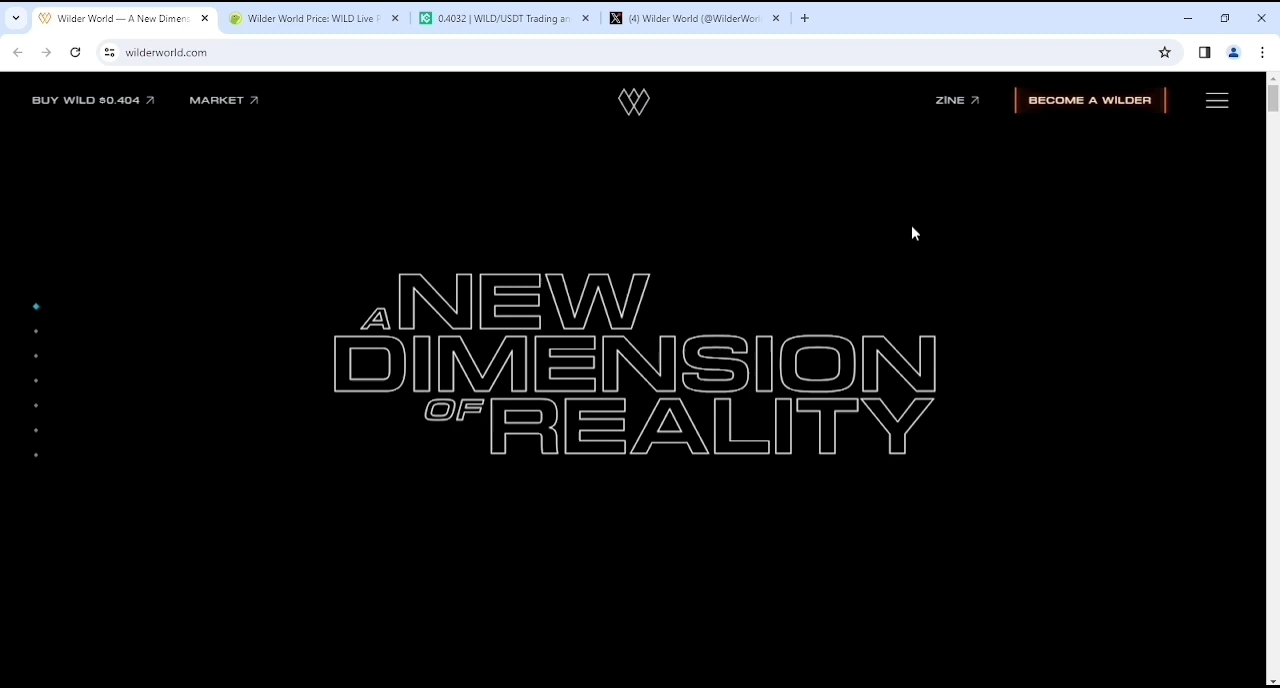 Wilder World — A New Dimens
Wilder World Price: WILD Live P
0.4032 | WILD/USDT Trading an
(4) Wilder World (@WilderWorl
wilderworld.com
BUY WILD $0.404
MARKET
ZINE
BECOME A WILDER
A NEW
DIMENSION
OF REALITY